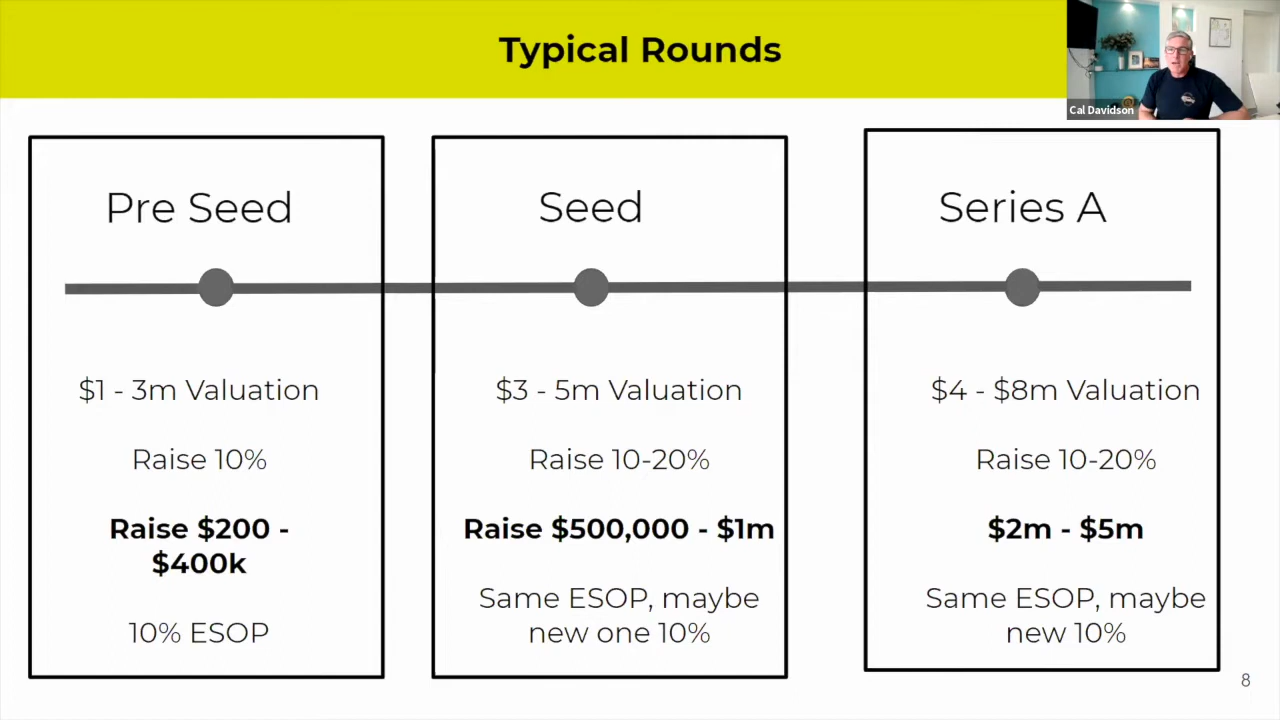 Typical Rounds
Cal Davidson
Pre Seed
$1 - 3m Valuation
Raise 10%
Raise $200 -
$400k
10% ESOP
Seed
$3 - 5m Valuation
Raise 10-20%
Raise $500,000 - $1m
Same ESOP, maybe
new one 10%
Series A
$4 - $8m Valuation
Raise 10-20%
$2m - $5m
Same ESOP, maybe
new 10%
8